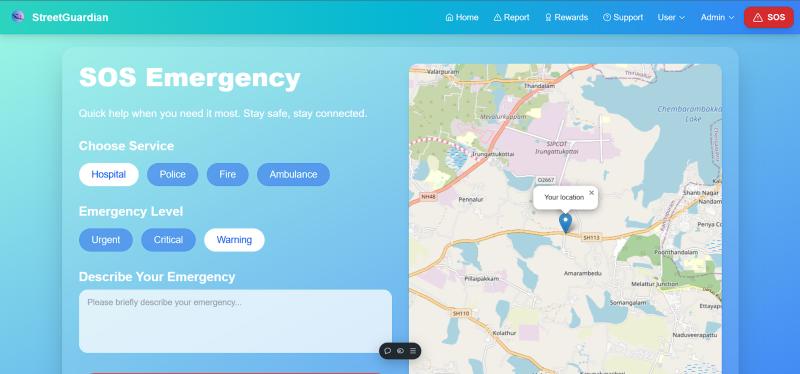 StreetGuardian
Home
Report
Rewards
Support
User
Admin
SOS
SOS Emergency
Quick help when you need it most. Stay safe, stay connected.
Choose Service
Hospital
Police
Fire
Ambulance
Emergency Level
Urgent
Critical
Warning
Describe Your Emergency
Please briefly describe your emergency...
Valarpuram
Thandalam
Mevalurkuppam
Chembarambakka
Lake
SIPCOT
Irungattukottai
Irungattukottai
O2667
NH48
Pennalur
Your location
×
SH113
Shanti Nagar
Nandam
Periya Co
Poonthandalam
Amarambedu
Pillaipakkam
Melattur Junction
Somangalam
Ettayap
SH110
Kolathur
Naduveerapattu